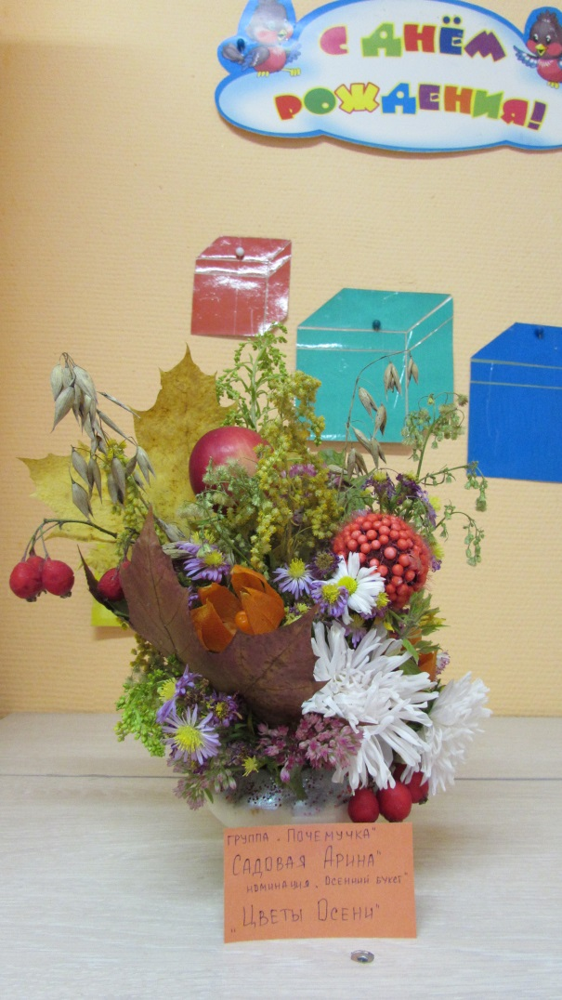 С ДНЁМ
РОЖДЕНИЯ!
ГРУППА „ПОЧЕМУЧКА"
САДОВАЯ АРИНА"
НОМИНАЦИЯ „ОСЕННИЙ БУКЕТ"
„ЦВЕТЫ ОСЕНИ"